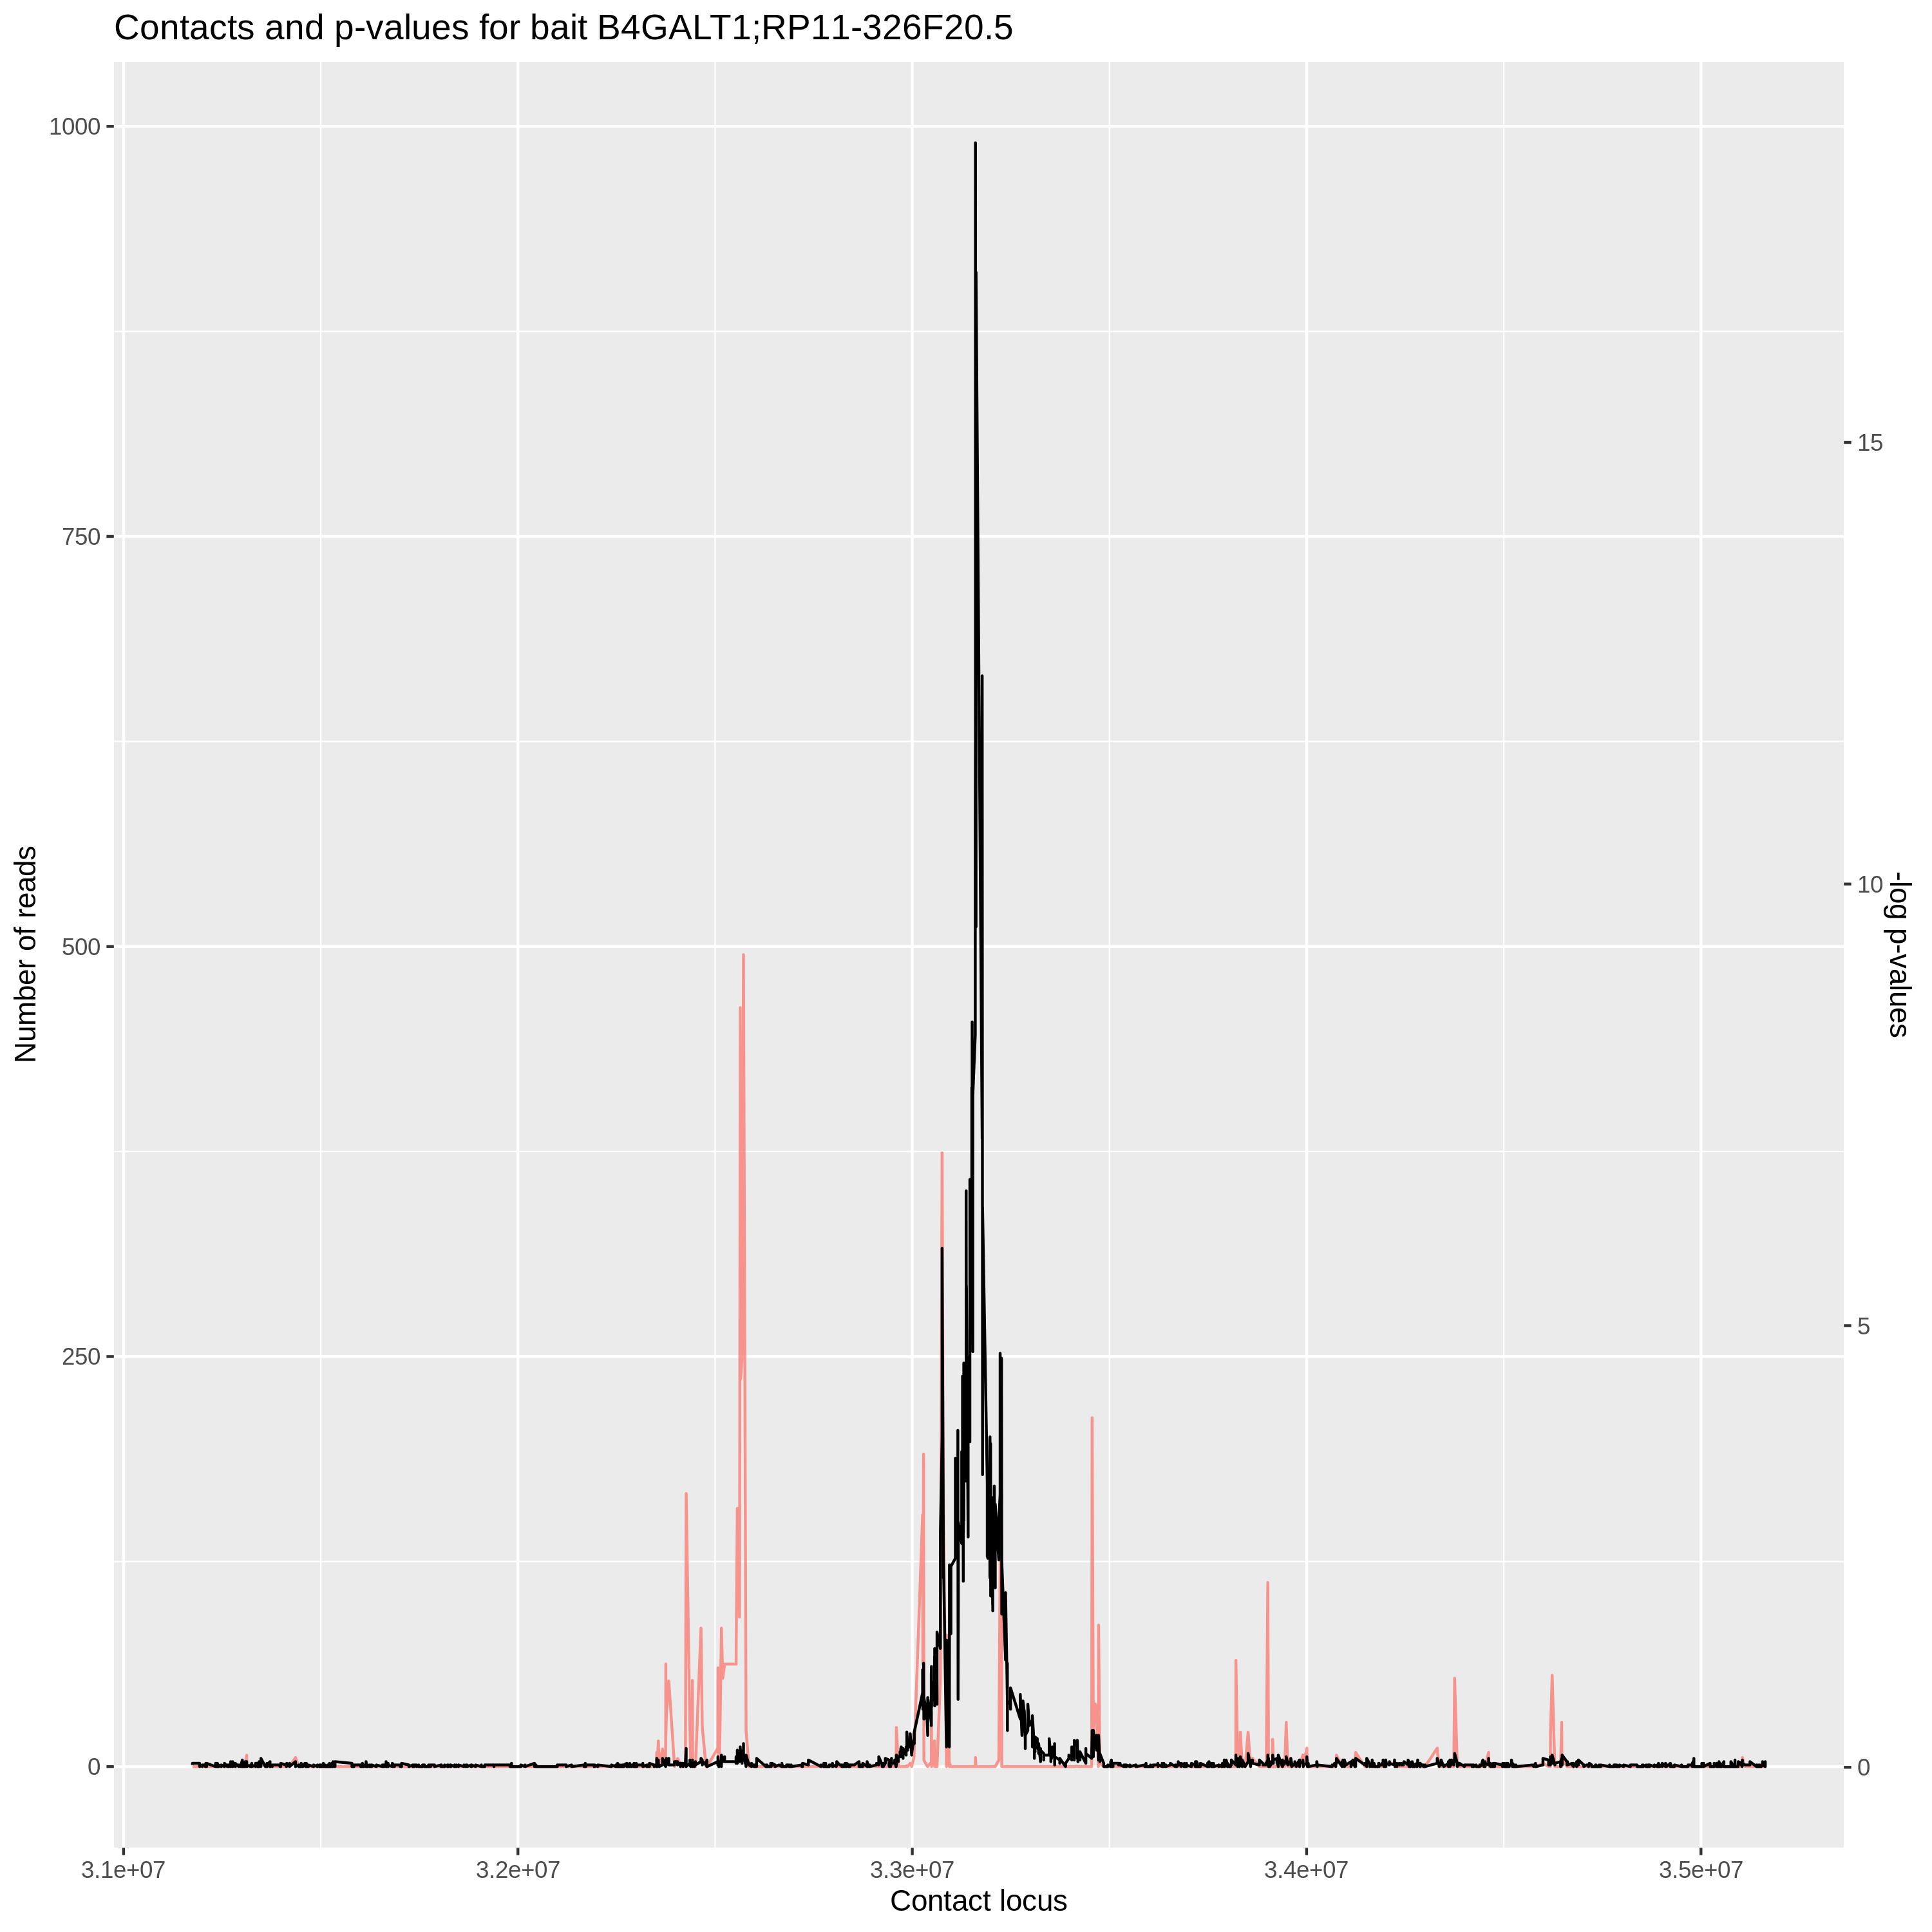 Contacts and p-values for bait B4GALT1;RP11-326F20.5
1000
750
500
250
0
Number of reads
15
10
5
0
-log p-values
3.1e+07
3.2e+07
3.3e+07
3.4e+07
3.5e+07
Contact locus